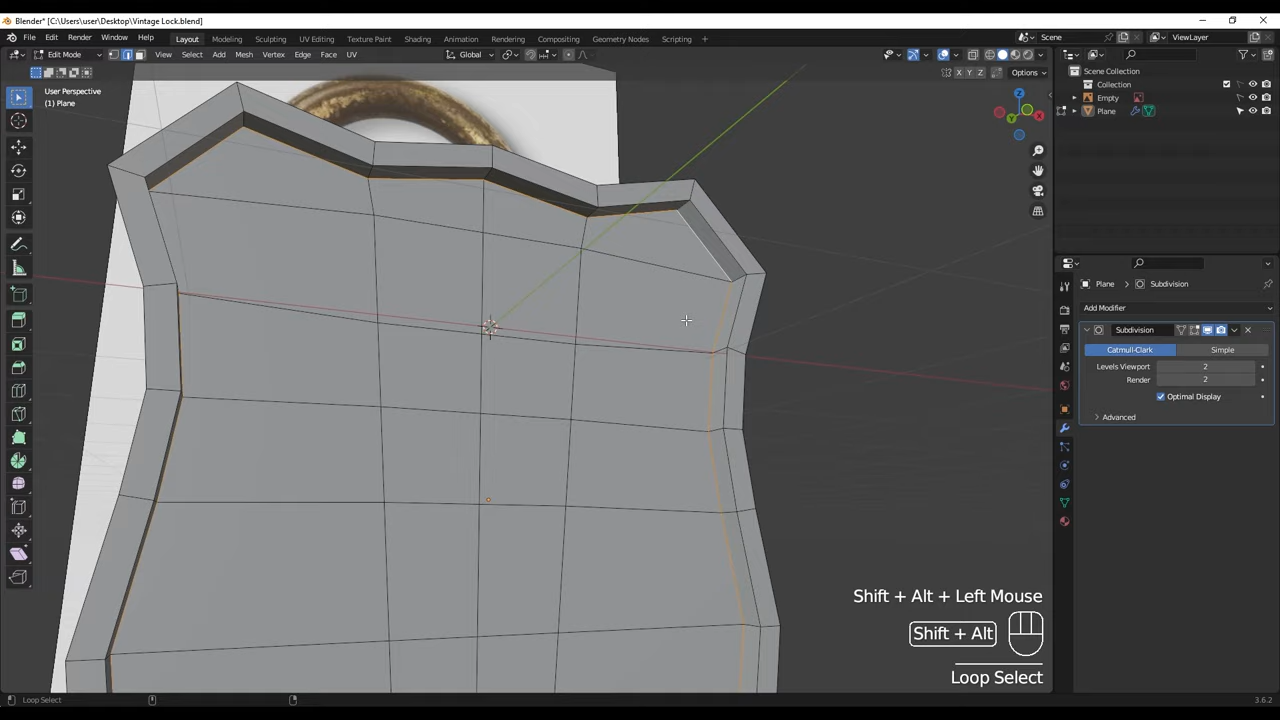 Blender* [C:\Users\user\Desktop\Vintage Lock.blend]
File Edit Render Window Help Layout Modeling Sculpting UV Editing Texture Paint Shading Animation Rendering Compositing Geometry Nodes Scripting Scene ViewLayer
Edit Mode View Select Add Mesh Vertex Edge Face UV Global
X Y Z Options
User Perspective
(1) Plane
Z
X
Y
Scene Collection
Collection
Empty
Plane
Plane Subdivision
Add Modifier
Subdivision
Catmull-Clark Simple
Levels Viewport 2
Render 2
Optimal Display
Advanced
Shift + Alt + Left Mouse
Shift + Alt
Loop Select
Loop Select 3.6.2